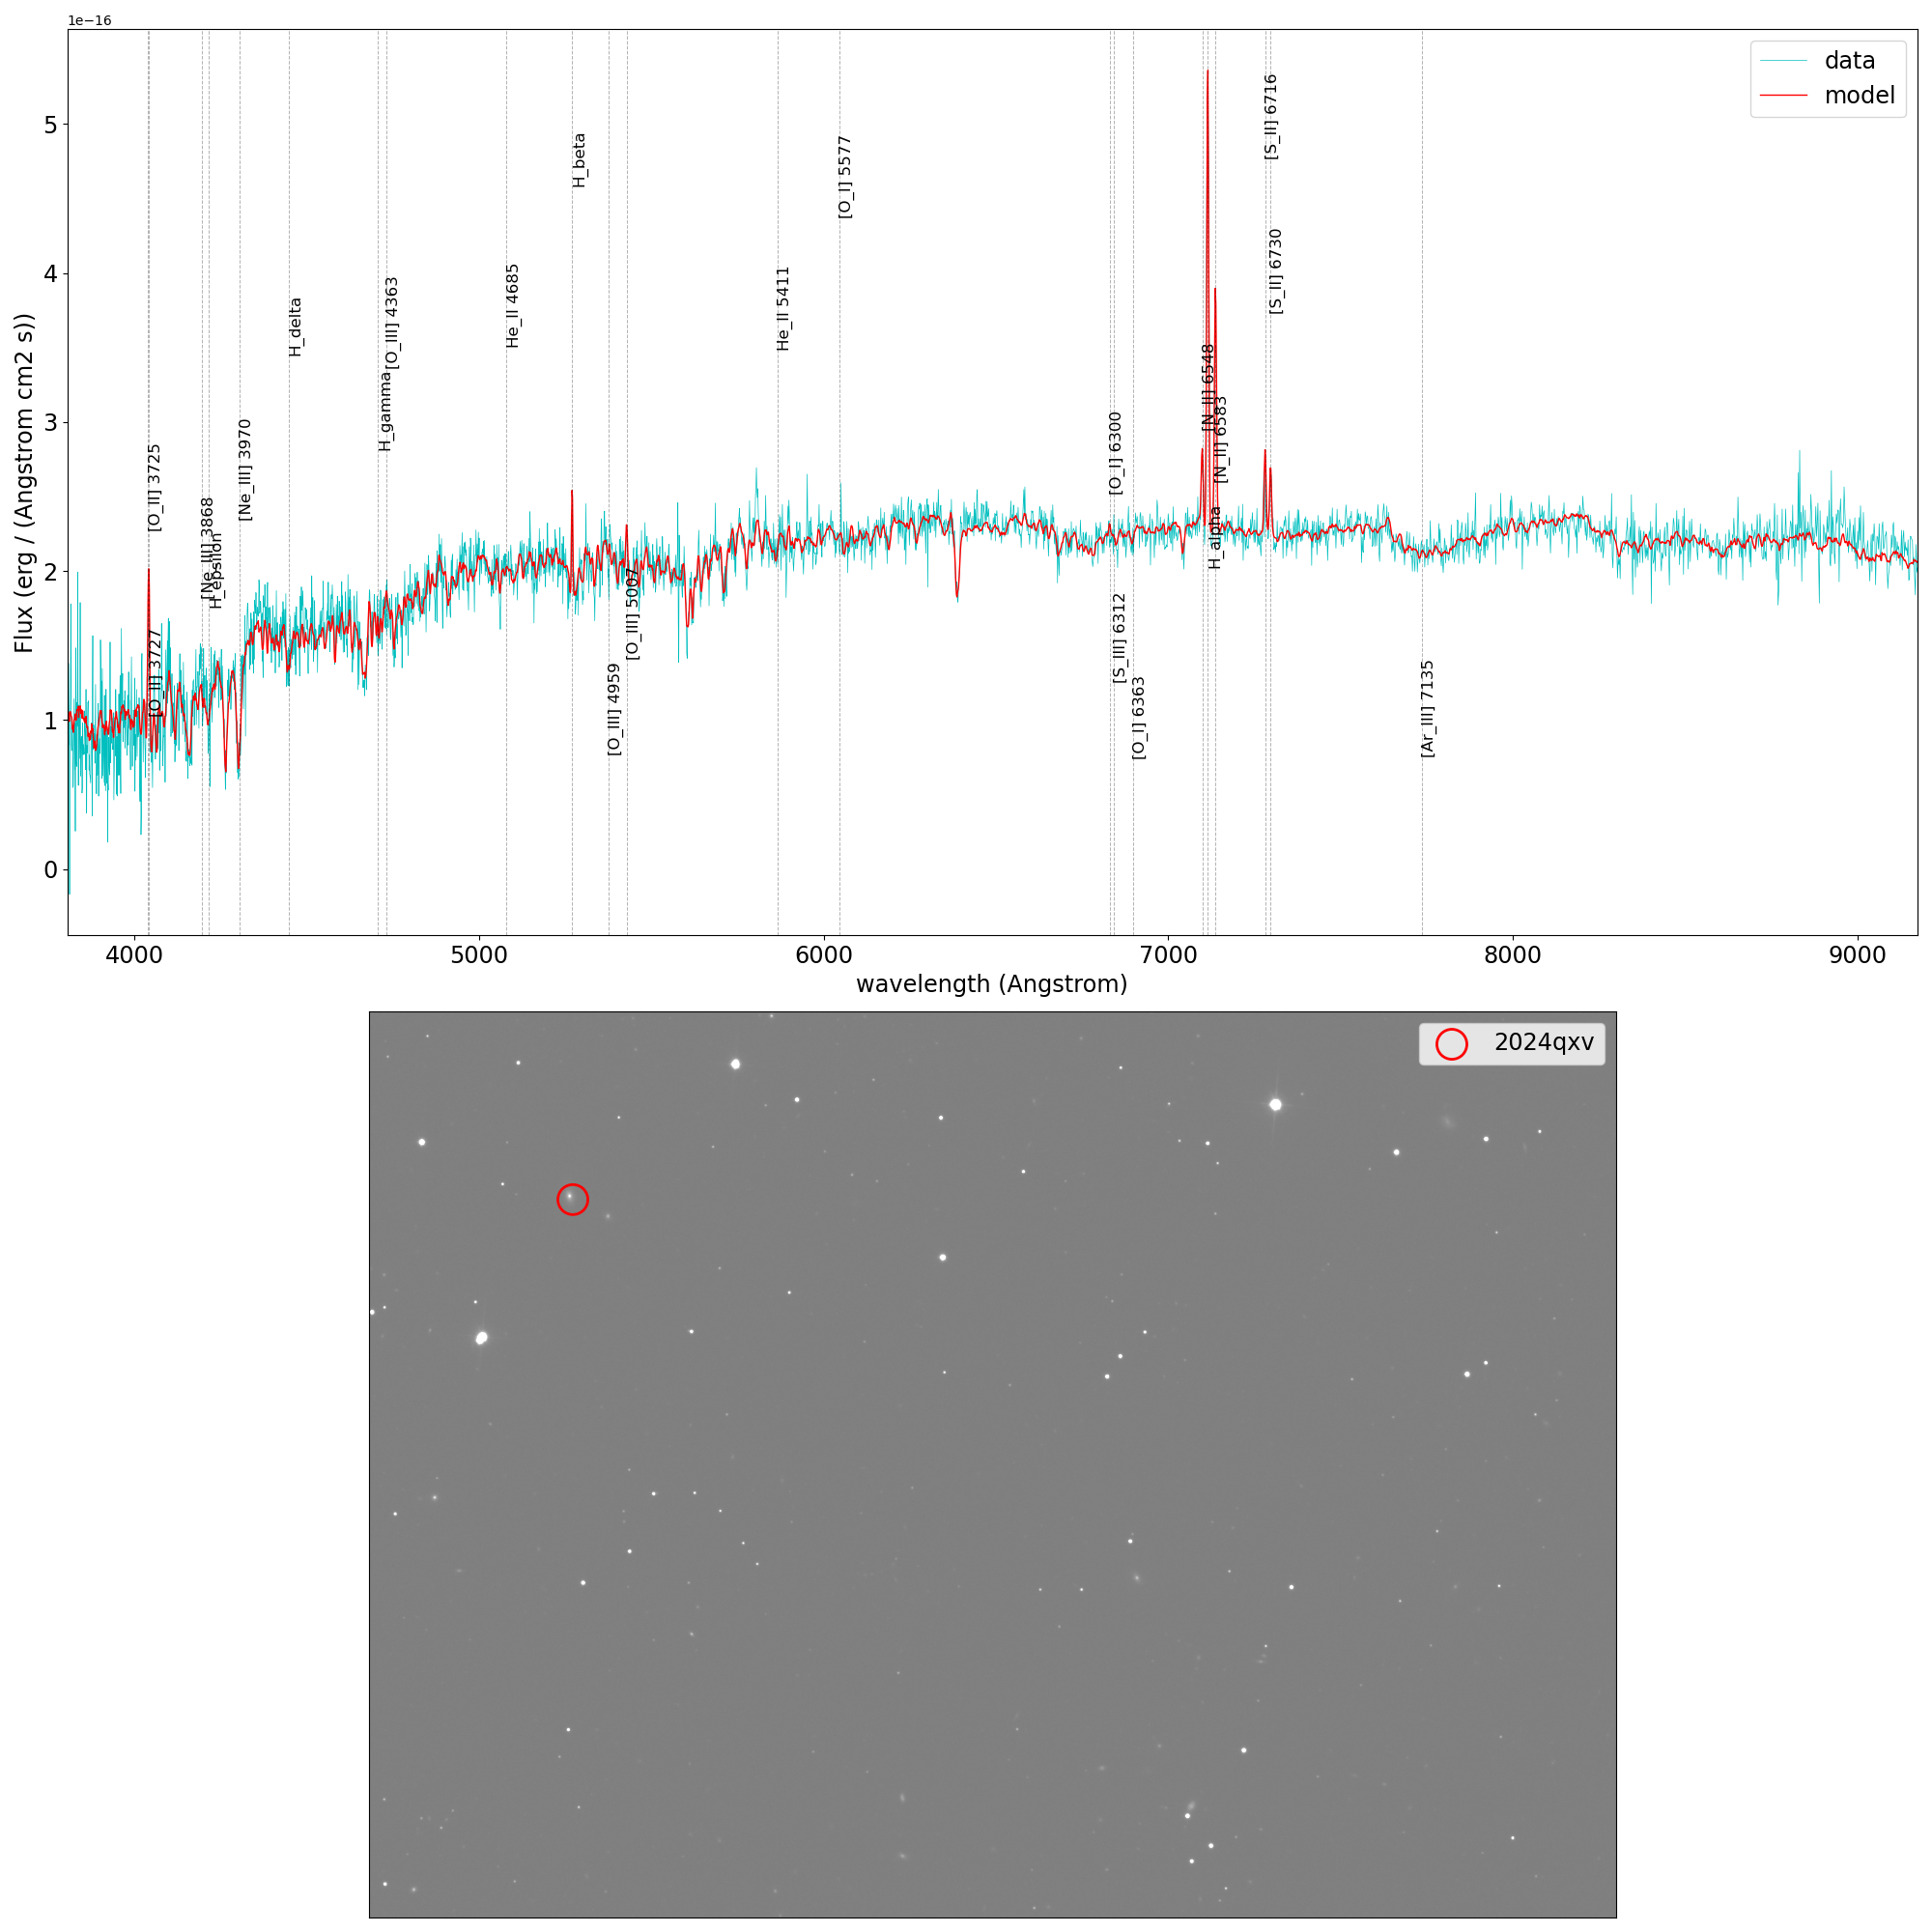 1e−16
data
model
Flux (erg / (Angstrom cm2 s))
5
4
3
2
1
0
[O_II] 3725
[O_II] 3727
[Ne_III] 3868
H_epsilon
[Ne_III] 3970
H_delta
H_gamma
[O_III] 4363
He_II 4685
H_beta
[O_III] 4959
[O_III] 5007
He_II 5411
[O_I] 5577
[O_I] 6300
[S_III] 6312
[O_I] 6363
[N_II] 6548
H_alpha
[N_II] 6583
[S_II] 6716
[S_II] 6730
[Ar_III] 7135
4000 5000 6000 7000 8000 9000
wavelength (Angstrom)
2024qxv